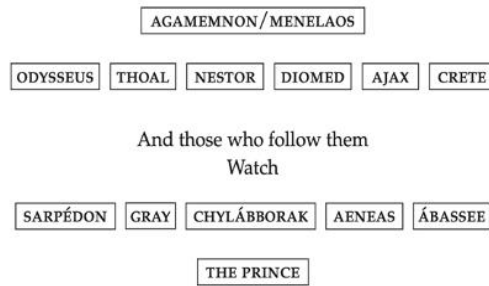 AGAMEMNON/MENELAOS
ODYSSEUS THOAL NESTOR DIOMED AJAX CRETE
And those who follow them
Watch
SARPÉDON GRAY CHYLÁBBORAK AENEAS ÁBASSEE
THE PRINCE